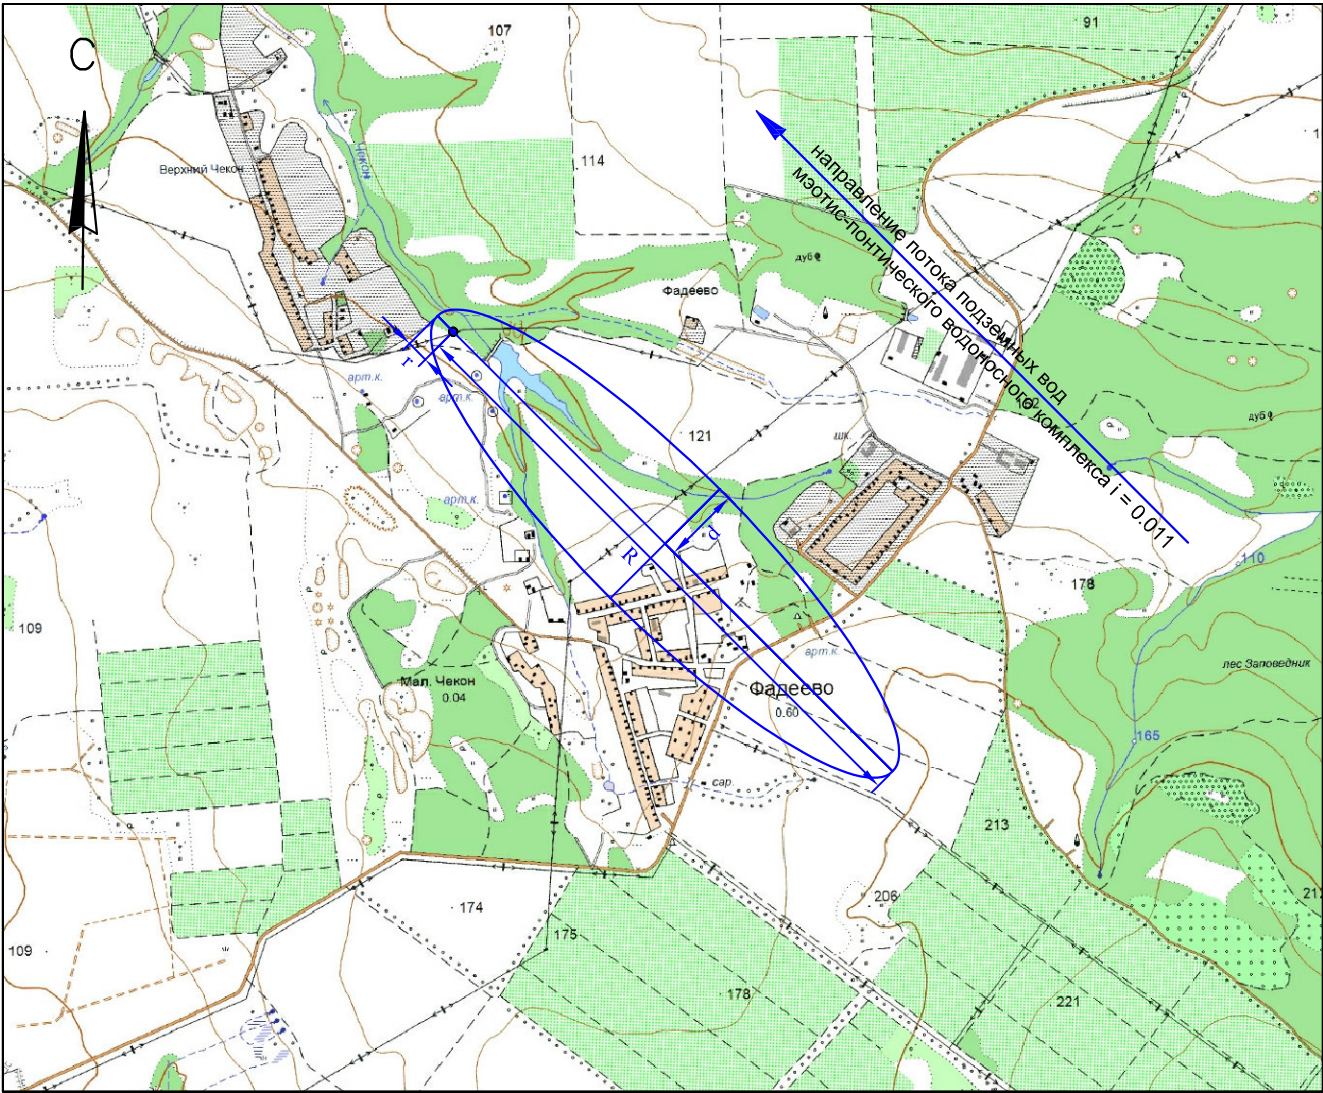 107
91
С
114
Чекон
Верхний Чекон
направление потока подземных вод
мэотис-понтического водоносного комплекса i = 0.011
дуб
Фадеево
r
арт.к.
арт.к.
дуб
121
шк.
арт.к.
R
d
110
178
109
арт.к.
лес Заповедник
Мал. Чекон
0.04
Фадеево
0.60
165
сар.
213
206
174
212
175
109
178
221